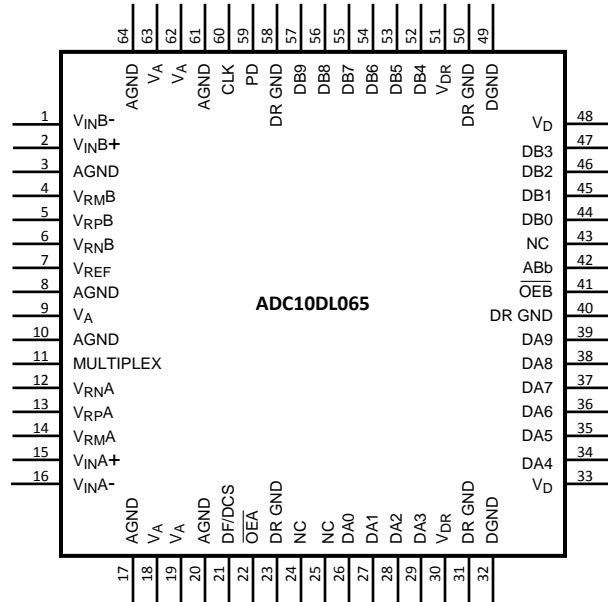 64 63 62 61 60 59 58 57 56 55 54 53 52 51 50 49
AGND VA VA AGND CLK PD DR GND DB9 DB8 DB7 DB6 DB5 DB4 VDR DR GND DGND
1 VINB-
2 VINB+
3 AGND
4 VRMB
5 VRPB
6 VRNB
7 VREF
8 AGND
9 VA
10 AGND
11 MULTIPLEX
12 VRNA
13 VRPA
14 VRMA
15 VINA+
16 VINA-
ADC10DL065
VD 48
DB3 47
DB2 46
DB1 45
DB0 44
NC 43
ABb 42
OEB 41
DR GND 40
DA9 39
DA8 38
DA7 37
DA6 36
DA5 35
DA4 34
VD 33
AGND VA VA AGND DF/DCS OEA DR GND NC NC DA0 DA1 DA2 DA3 VDR DR GND DGND
17 18 19 20 21 22 23 24 25 26 27 28 29 30 31 32